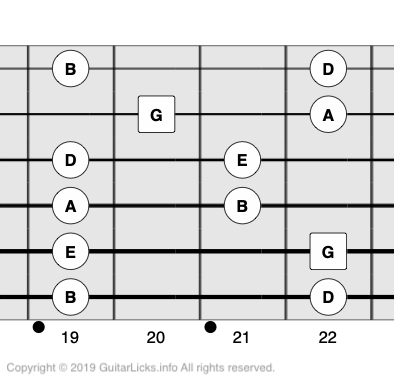 B D
G A
D E
A B
E G
B D
19 20 21 22
Copyright © 2019 GuitarLicks.info All rights reserved.